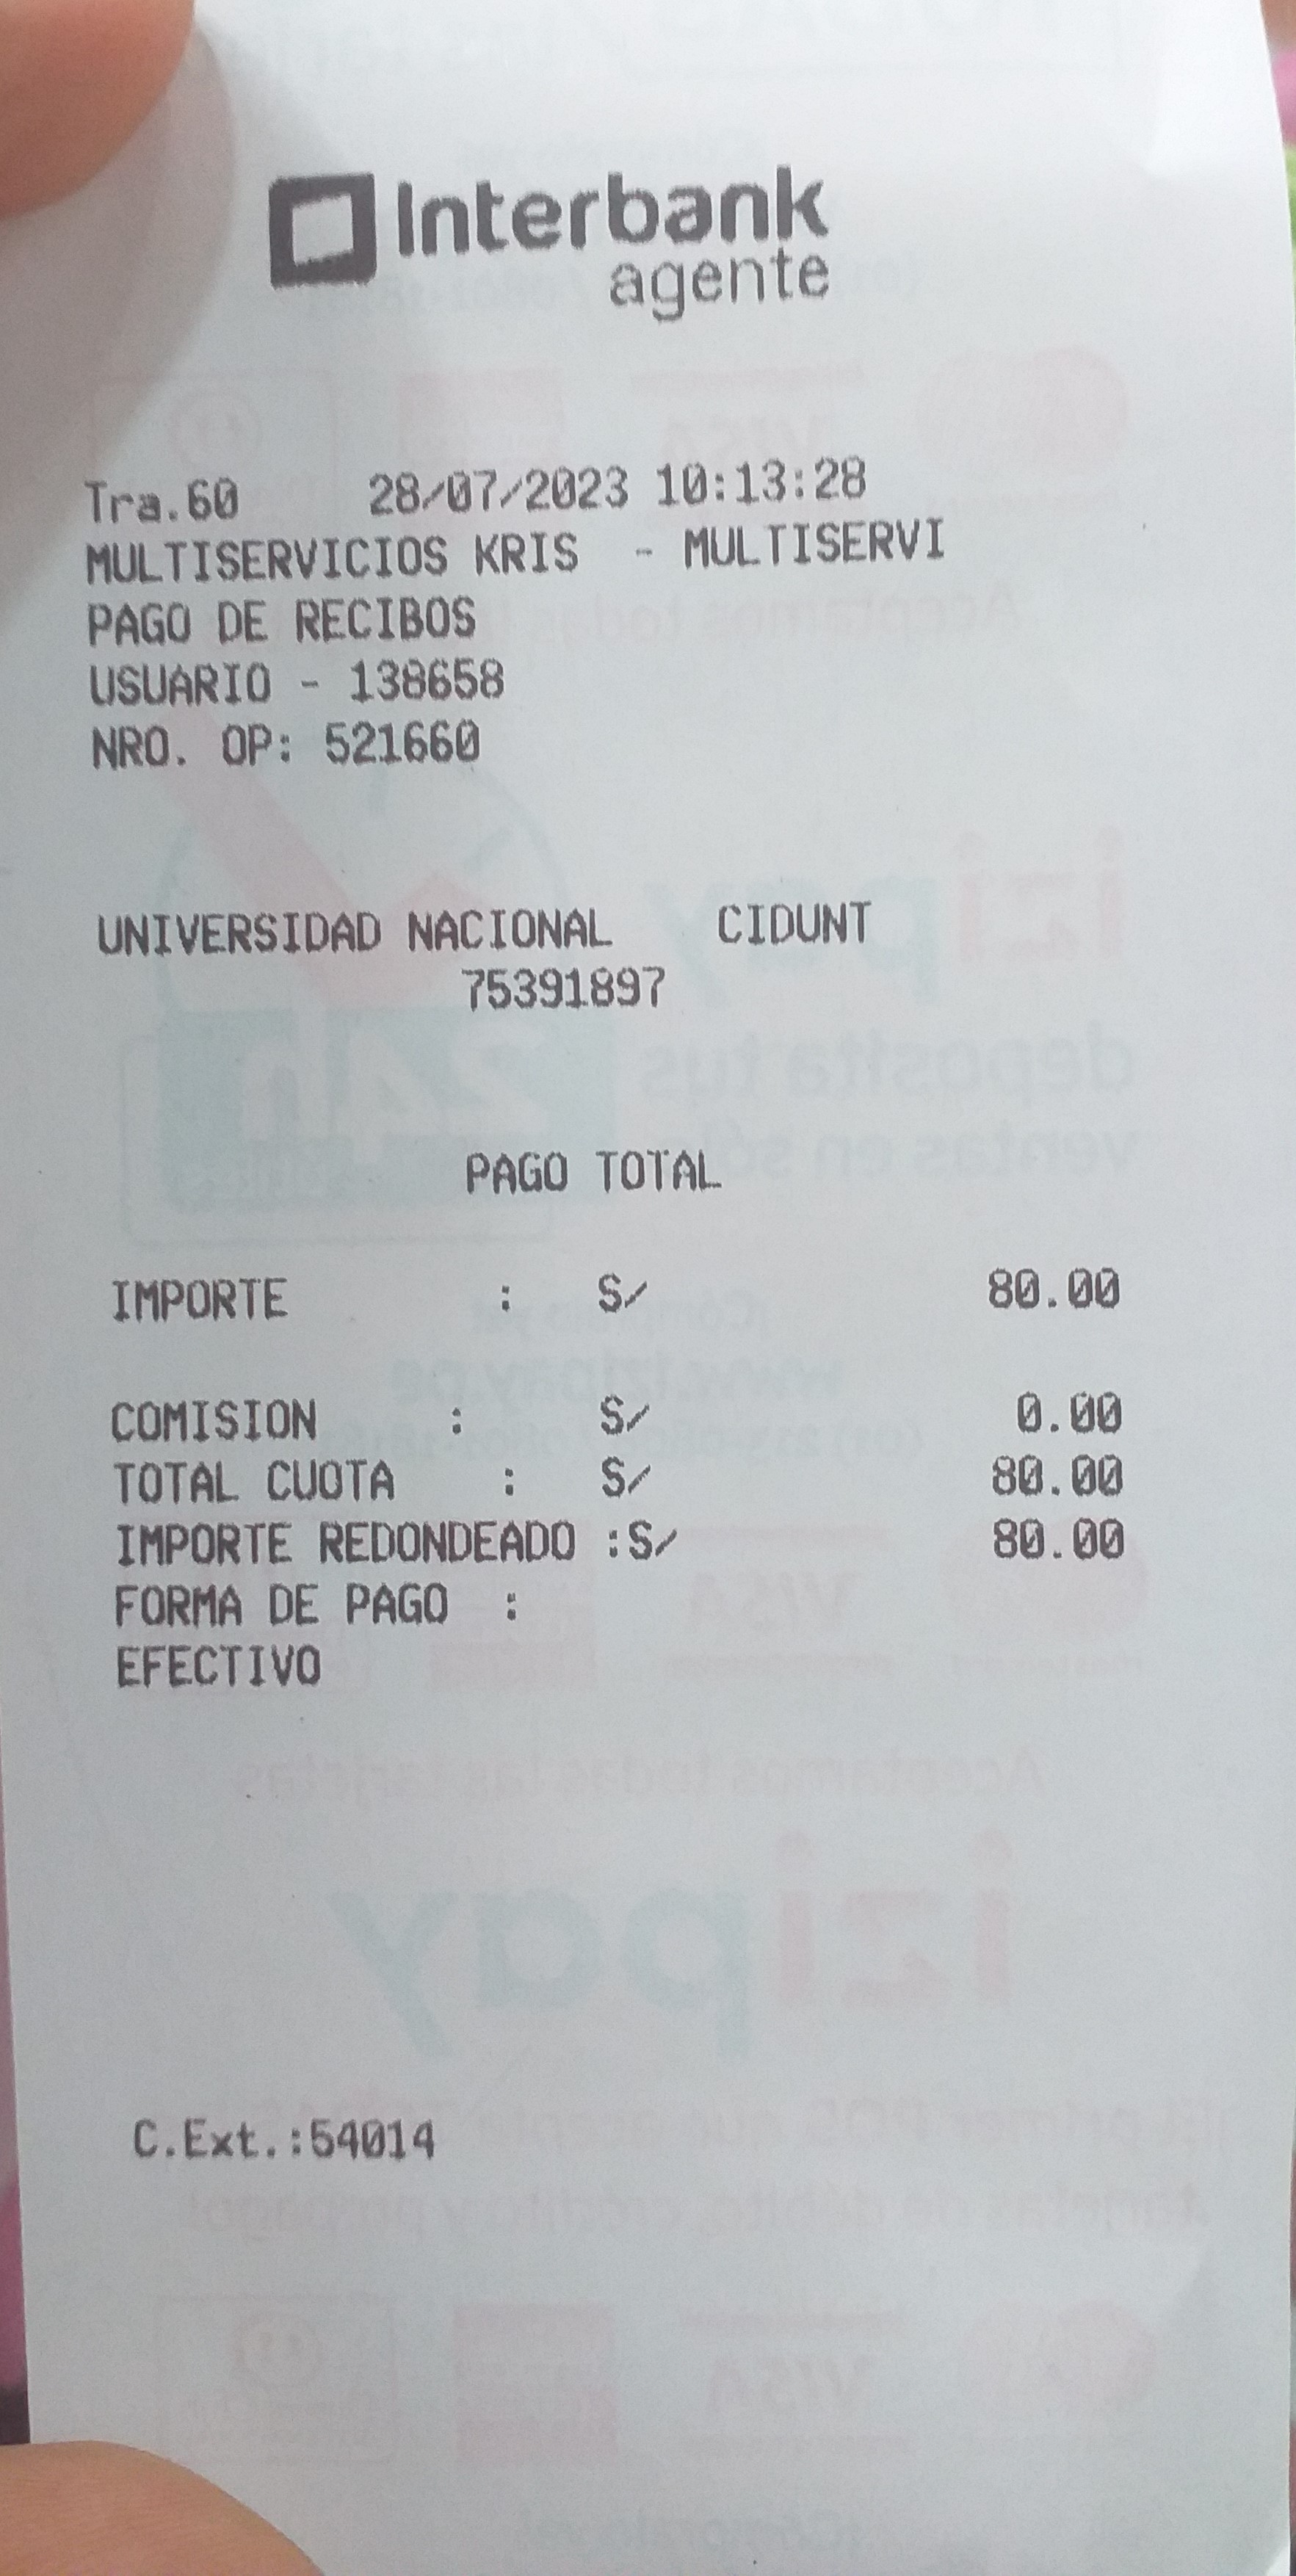 Interbank
agente
Tra.60 28/07/2023 10:13:28
MULTISERVICIOS KRIS - MULTISERVI
PAGO DE RECIBOS
USUARIO - 138658
NRO. OP: 521660
UNIVERSIDAD NACIONAL CIDUNT
75391897
PAGO TOTAL
IMPORTE : S/ 80.00
COMISION : S/ 0.00
TOTAL CUOTA : S/ 80.00
IMPORTE REDONDEADO :S/ 80.00
FORMA DE PAGO :
EFECTIVO
C.Ext.:54014